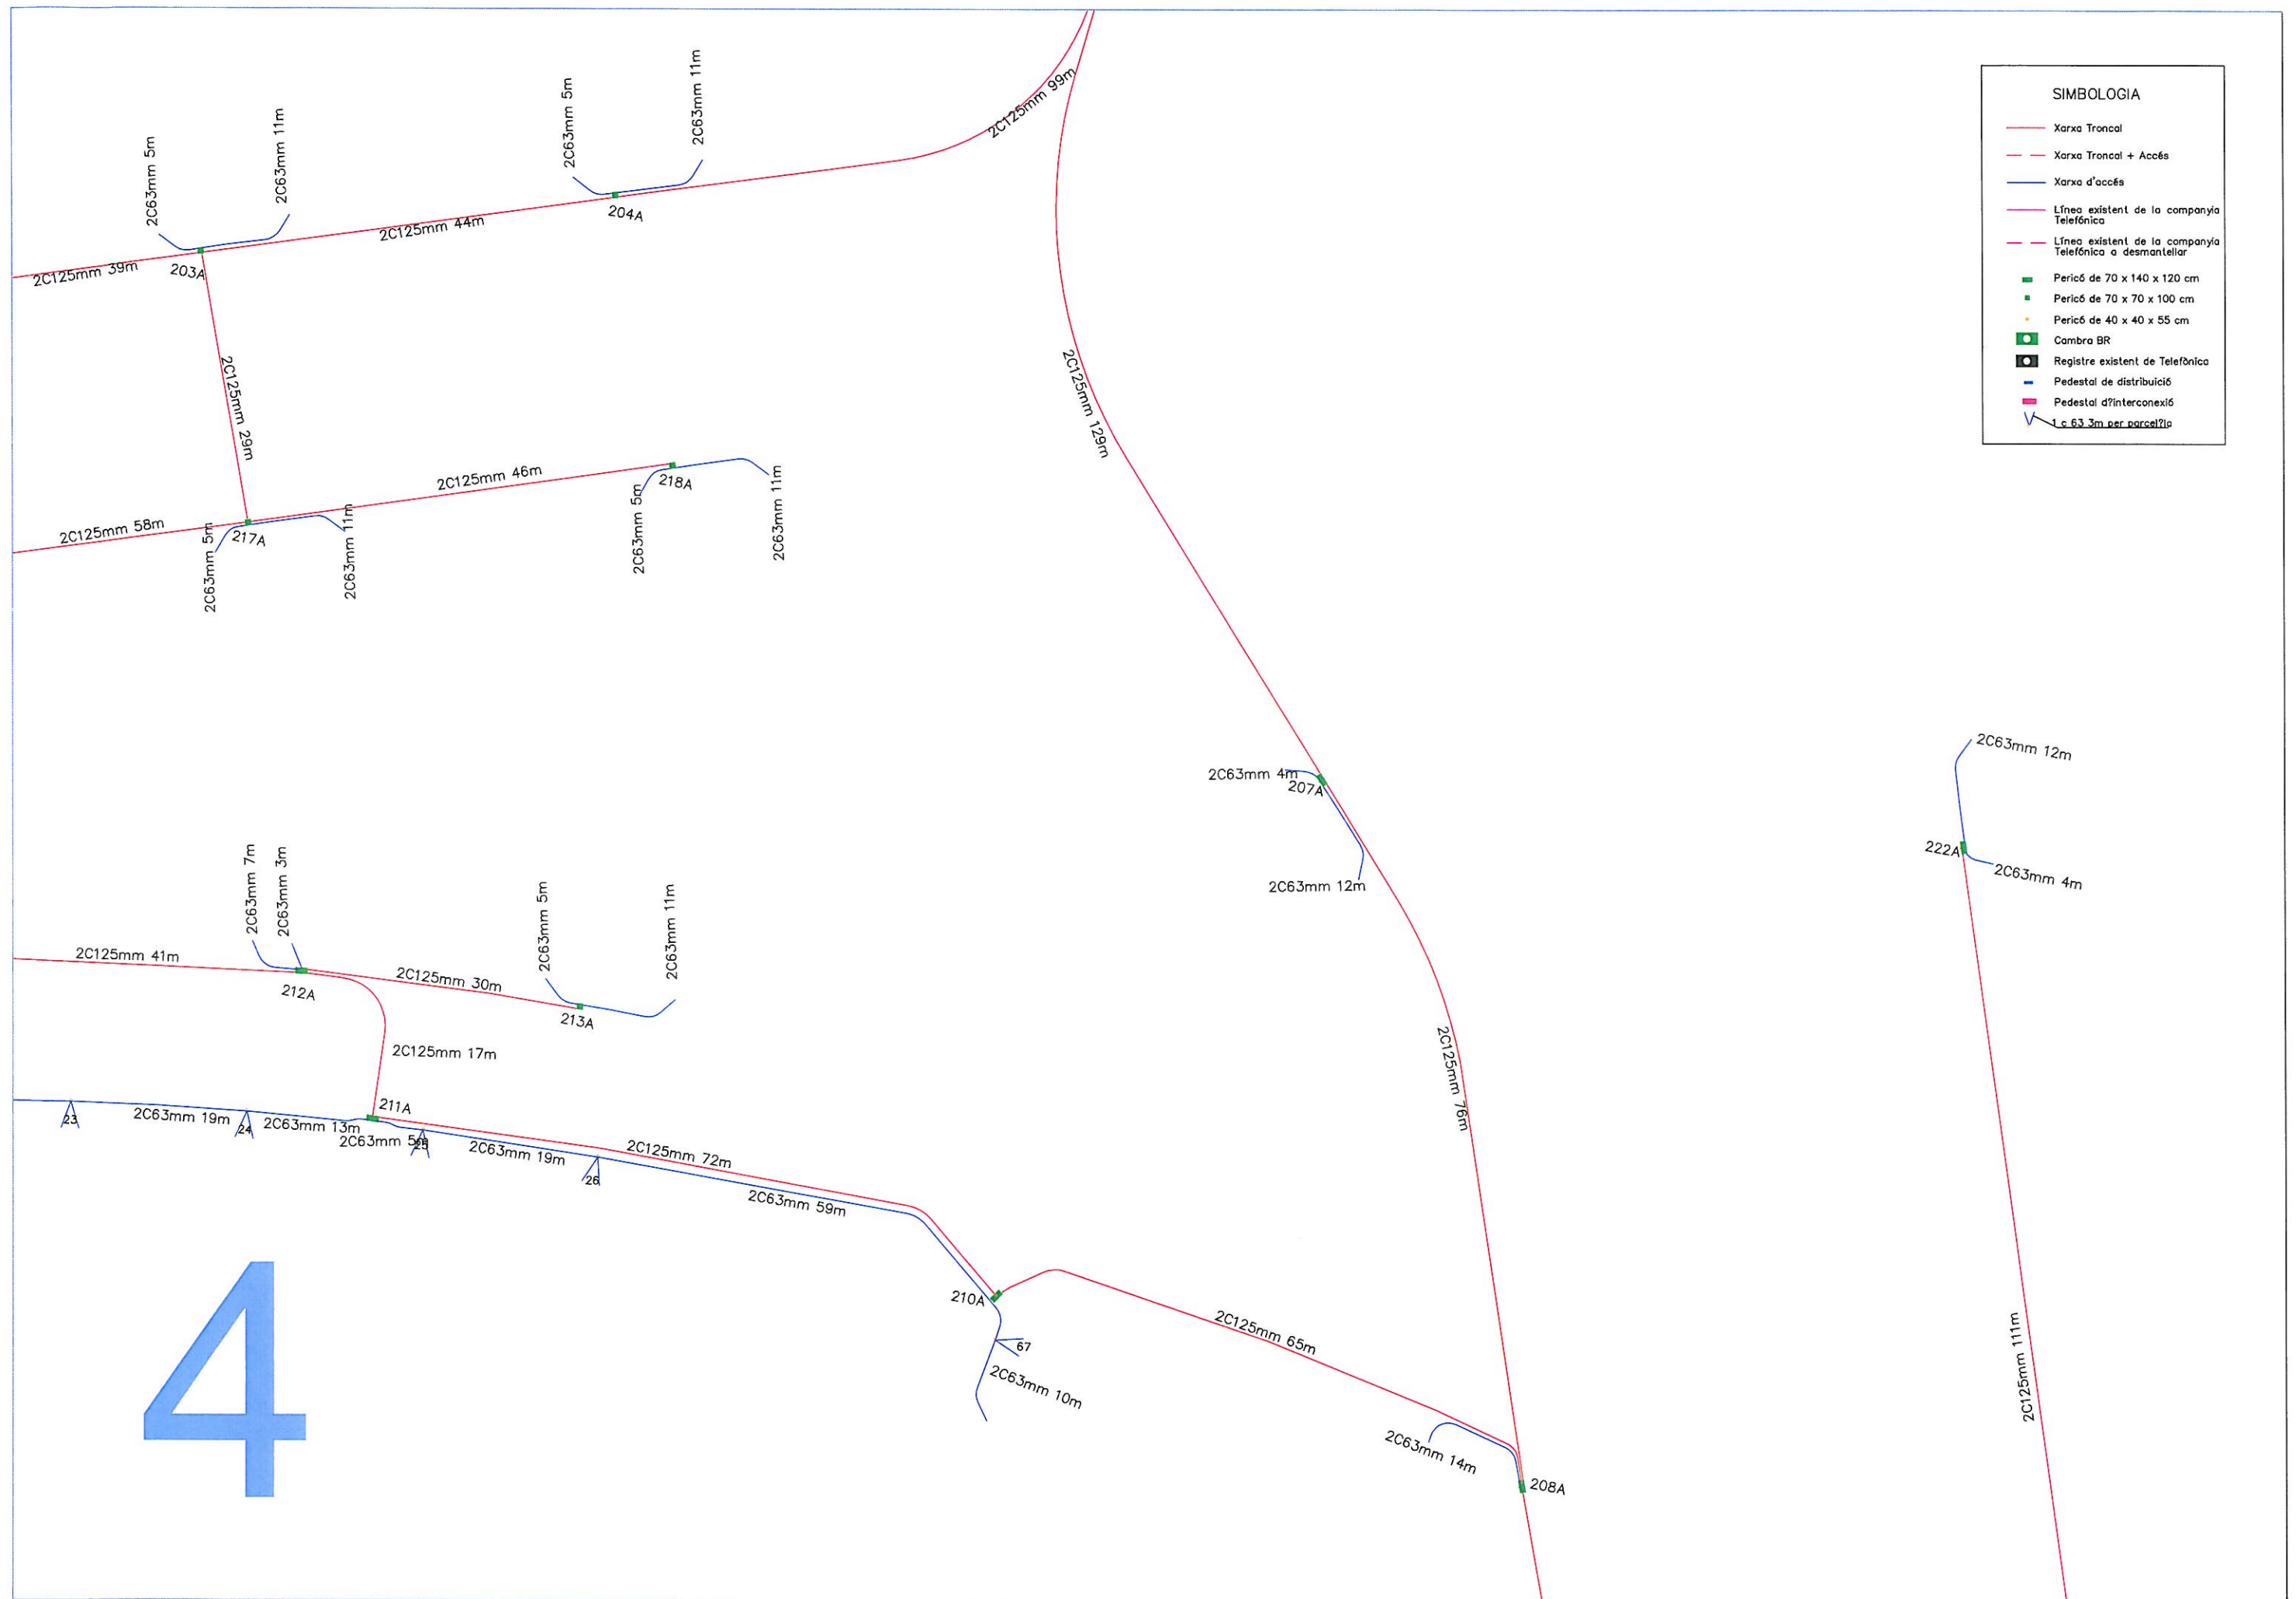 2C63mm 5m
2C63mm 11m
2C63mm 5m
2C63mm 11m
2C125mm 99m
2C125mm 39m
203A
2C125mm 44m
204A
2C125mm 29m
2C125mm 129m
2C125mm 58m
2C63mm 5m
217A
2C63mm 11m
2C125mm 46m
2C63mm 5m
218A
2C63mm 11m
SIMBOLOGIA
Xarxa Troncal
Xarxa Troncal + Accés
Xarxa d'accés
Línea existent de la companyia
Telefónica
Línea existent de la companyia
Telefónica a desmantellar
Pericó de 70 x 140 x 120 cm
Pericó de 70 x 70 x 100 cm
Pericó de 40 x 40 x 55 cm
Cambra BR
Registre existent de Telefònica
Pedestal de distribuició
Pedestal d?interconexió
1 c 63 3m per parcel?la
2C63mm 4m
207A
2C63mm 12m
2C63mm 12m
222A
2C63mm 4m
2C63mm 7m
2C63mm 3m
2C63mm 5m
2C63mm 11m
2C125mm 41m
212A
2C125mm 30m
213A
2C125mm 17m
2C125mm 76m
211A
23
2C63mm 19m
24
2C63mm 13m
2C63mm 5m
25
2C63mm 19m
26
2C125mm 72m
2C63mm 59m
210A
67
2C63mm 10m
2C125mm 65m
2C63mm 14m
208A
2C125mm 111m
4